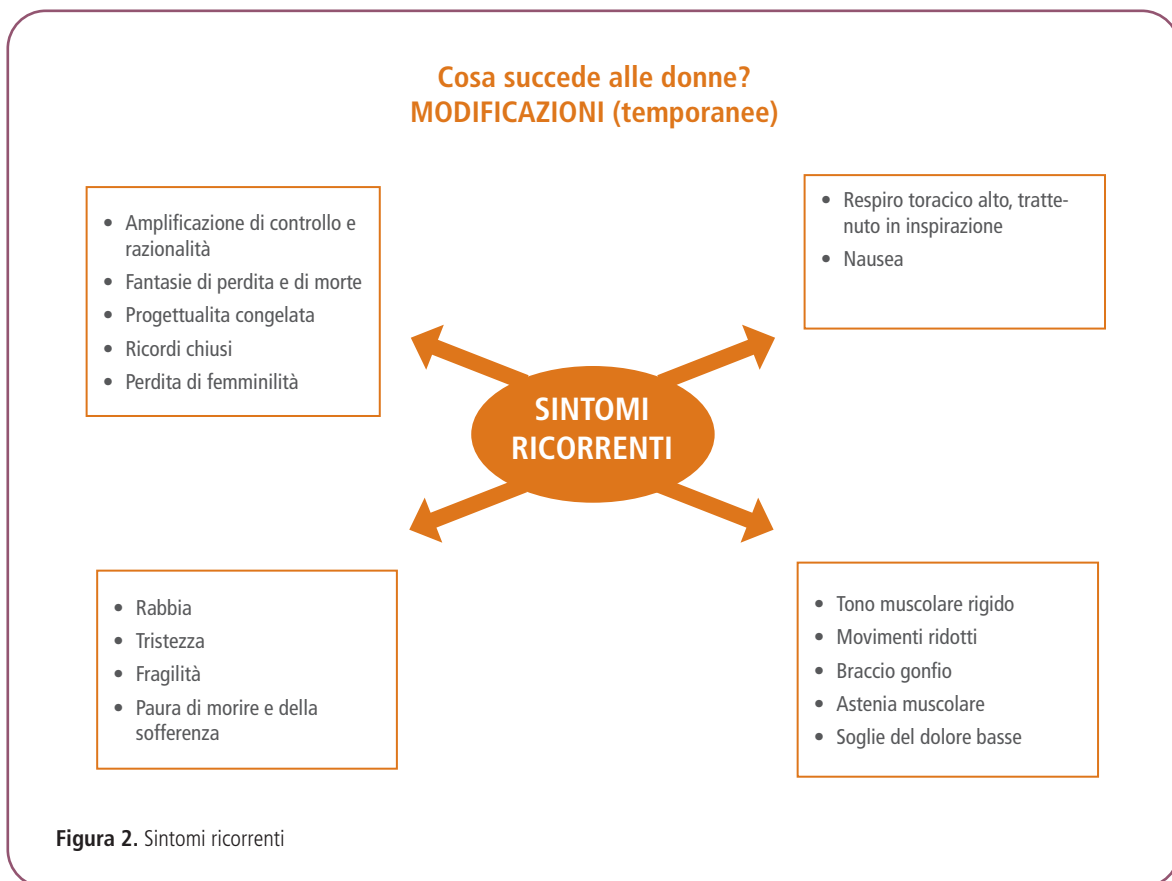 Cosa succede alle donne?
MODIFICAZIONI (temporanee)
• Amplificazione di controllo e
razionalità
• Fantasie di perdita e di morte
• Progettualita congelata
• Ricordi chiusi
• Perdita di femminilità
• Respiro toracico alto, tratte-
nuto in inspirazione
• Nausea
SINTOMI
RICORRENTI
• Rabbia
• Tristezza
• Fragilità
• Paura di morire e della
sofferenza
• Tono muscolare rigido
• Movimenti ridotti
• Braccio gonfio
• Astenia muscolare
• Soglie del dolore basse
Figura 2. Sintomi ricorrenti